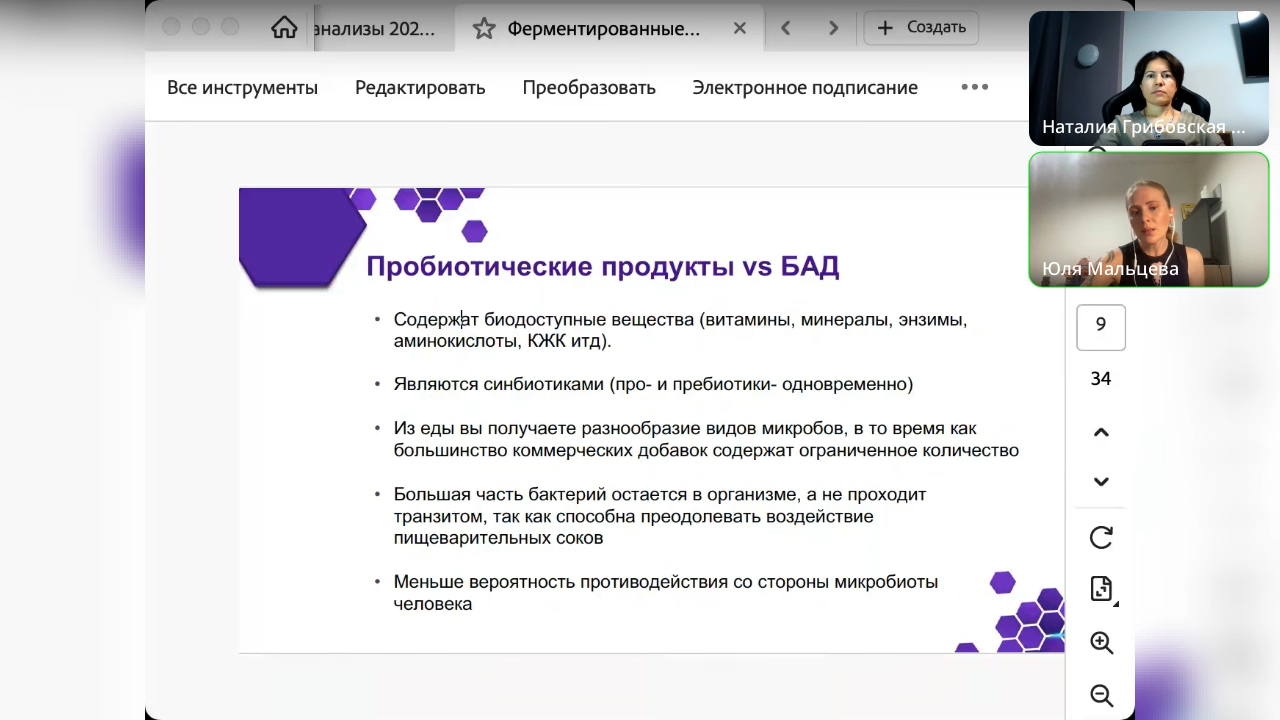 анализы 202...
Ферментированные...
Создать
Все инструменты
Редактировать
Преобразовать
Электронное подписание
Наталия Грибовская ...
Юля Мальцева
Пробиотические продукты vs БАД
• Содержат биодоступные вещества (витамины, минералы, энзимы,
аминокислоты, КЖК итд).
• Являются синбиотиками (про- и пребиотики- одновременно)
• Из еды вы получаете разнообразие видов микробов, в то время как
большинство коммерческих добавок содержат ограниченное количество
• Большая часть бактерий остается в организме, а не проходит
транзитом, так как способна преодолевать воздействие
пищеварительных соков
• Меньше вероятность противодействия со стороны микробиоты
человека
9
34